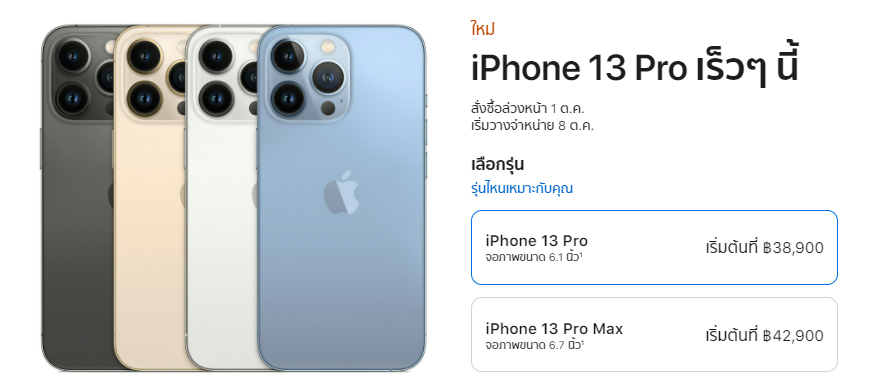 ใหม่
iPhone 13 Pro เร็วๆ นี้
สั่งซื้อล่วงหน้า 1 ต.ค.
เริ่มวางจำหน่าย 8 ต.ค.
เลือกรุ่น
รุ่นไหนเหมาะกับคุณ
iPhone 13 Pro
จอภาพขนาด 6.1 นิ้ว¹
เริ่มต้นที่ ฿38,900
iPhone 13 Pro Max
จอภาพขนาด 6.7 นิ้ว¹
เริ่มต้นที่ ฿42,900